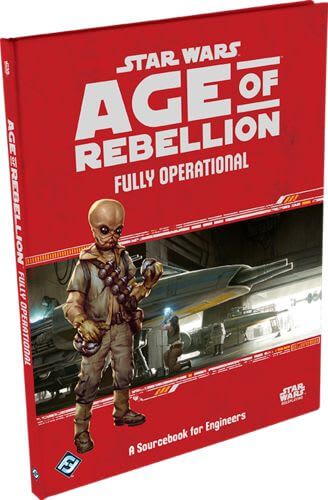 STAR WARS
AGE OF
REBELLION
FULLY OPERATIONAL
STAR
WARS
ROLEPLAYING
A Sourcebook for Engineers
AGE OF REBELLION FULLY OPERATIONAL